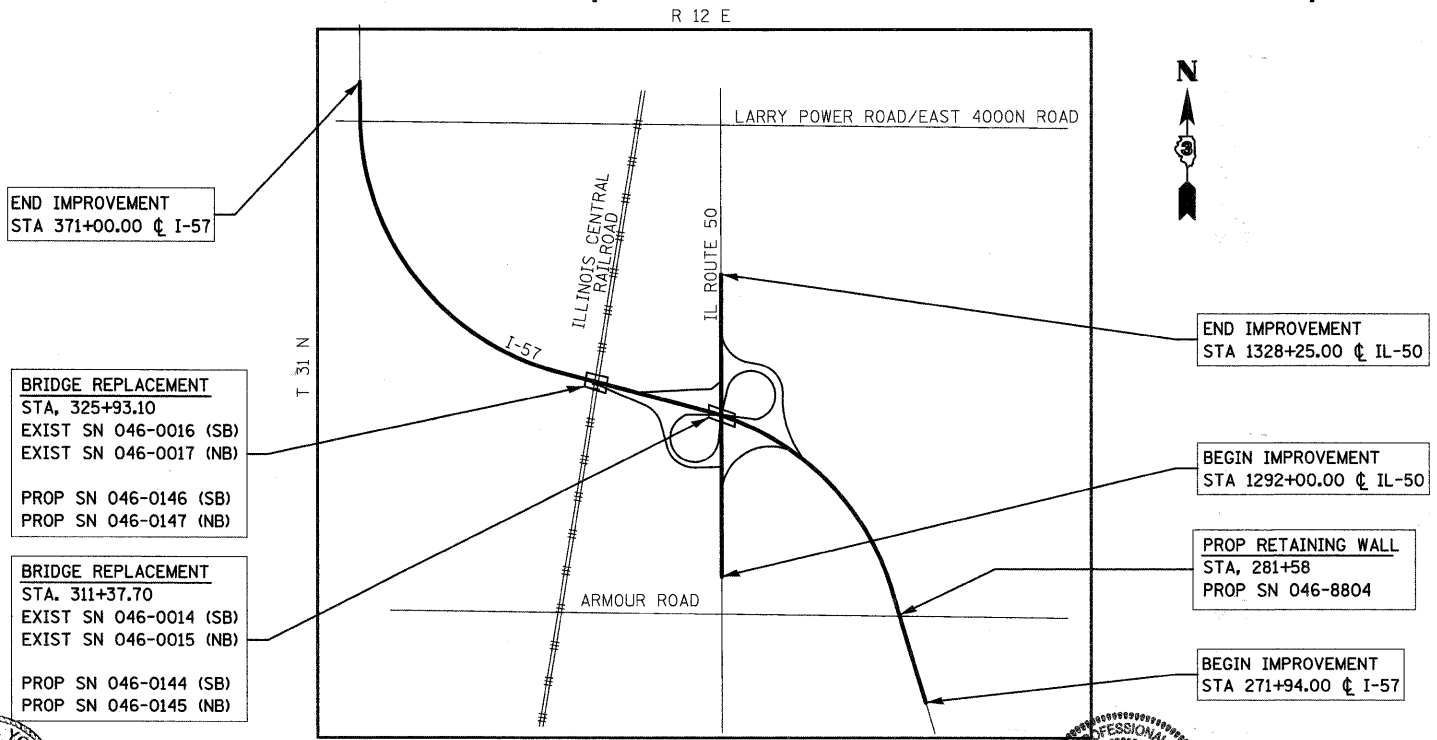 R 12 E
N
3
LARRY POWER ROAD/EAST 4000N ROAD
END IMPROVEMENT
STA 371+00.00 ℄ I-57
ILLINOIS CENTRAL
RAILROAD
IL ROUTE 50
T 31 N
I-57
END IMPROVEMENT
STA 1328+25.00 ℄ IL-50
BRIDGE REPLACEMENT
STA. 325+93.10
EXIST SN 046-0016 (SB)
EXIST SN 046-0017 (NB)
PROP SN 046-0146 (SB)
PROP SN 046-0147 (NB)
BEGIN IMPROVEMENT
STA 1292+00.00 ℄ IL-50
PROP RETAINING WALL
STA. 281+58
PROP SN 046-8804
BRIDGE REPLACEMENT
STA. 311+37.70
EXIST SN 046-0014 (SB)
EXIST SN 046-0015 (NB)
PROP SN 046-0144 (SB)
PROP SN 046-0145 (NB)
ARMOUR ROAD
BEGIN IMPROVEMENT
STA 271+94.00 ℄ I-57